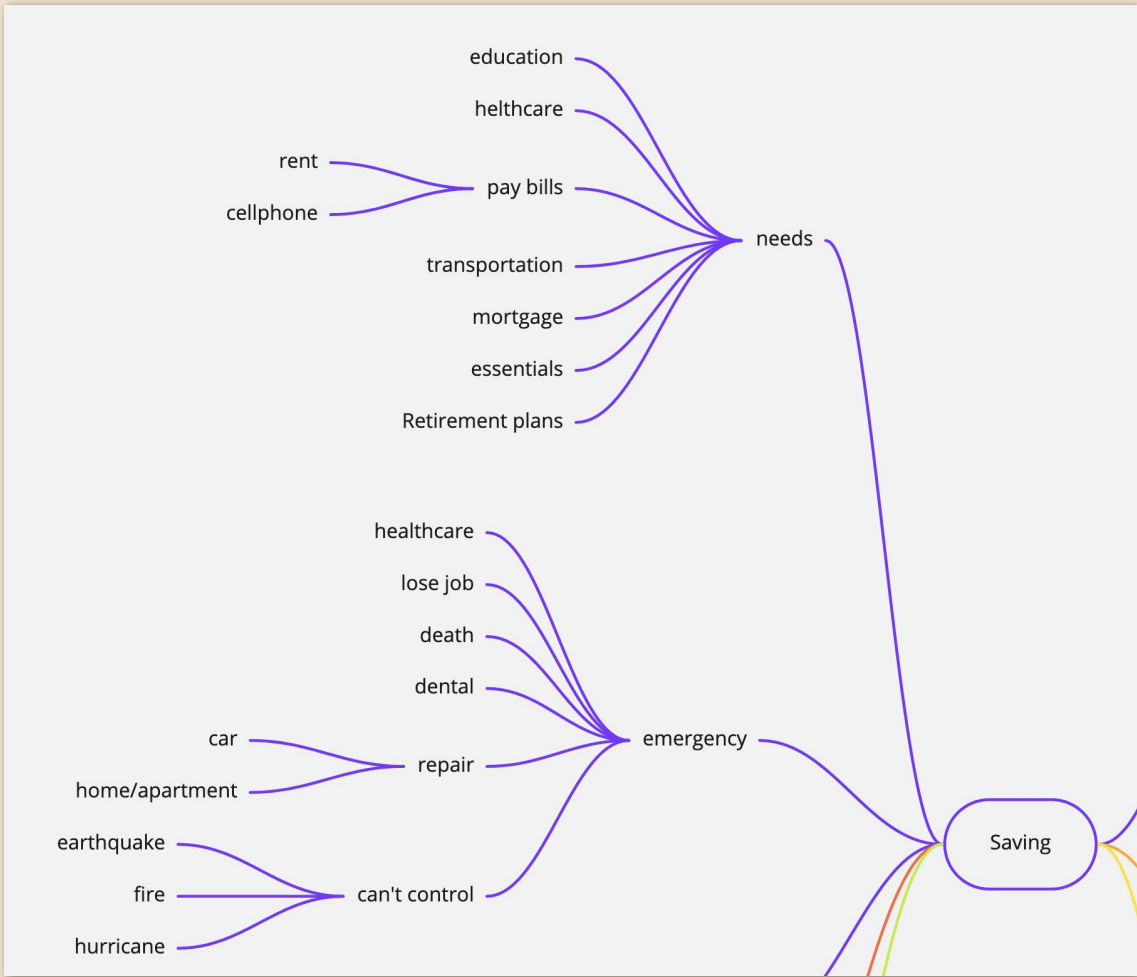 education
helthcare
rent
pay bills
cellphone
needs
transportation
mortgage
essentials
Retirement plans
healthcare
lose job
death
dental
car
emergency
repair
home/apartment
earthquake
Saving
fire
can't control
hurricane